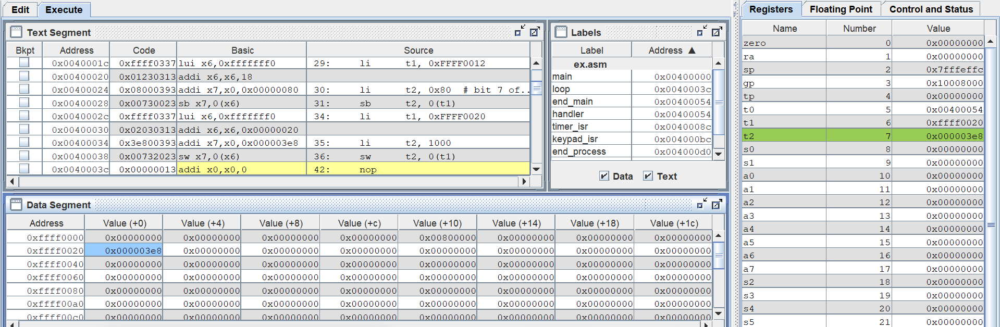 Edit Execute
Text Segment
Bkpt Address Code Basic Source
0x0040001c 0xffff0337 lui x6,0xfffffff0 29: li t1, 0xFFFF0012
0x00400020 0x01230313 addi x6,x6,18
0x00400024 0x08000393 addi x7,x0,0x00000080 30: li t2, 0x80 # bit 7 of..
0x00400028 0x00730023 sb x7,0(x6) 31: sb t2, 0(t1)
0x0040002c 0xffff0337 lui x6,0xfffffff0 34: li t1, 0xFFFF0020
0x00400030 0x02030313 addi x6,x6,0x00000020
0x00400034 0x3e800393 addi x7,x0,0x000003e8 35: li t2, 1000
0x00400038 0x00732023 sw x7,0(x6) 36: sw t2, 0(t1)
0x0040003c 0x00000013 addi x0,x0,0 42: nop
Labels
Label Address ▲
ex.asm
main 0x00400000
loop 0x0040003c
end_main 0x00400054
handler 0x00400054
timer_isr 0x0040008c
keypad_isr 0x004000bc
end_process 0x004000d0
Data Text
Data Segment
Address Value (+0) Value (+4) Value (+8) Value (+c) Value (+10) Value (+14) Value (+18) Value (+1c)
0xffff0000 0x00000000 0x00000000 0x00000000 0x00000000 0x00800000 0x00000000 0x00000000 0x00000000
0xffff0020 0x000003e8 0x00000000 0x00000000 0x00000000 0x00000000 0x00000000 0x00000000 0x00000000
0xffff0040 0x00000000 0x00000000 0x00000000 0x00000000 0x00000000 0x00000000 0x00000000 0x00000000
0xffff0060 0x00000000 0x00000000 0x00000000 0x00000000 0x00000000 0x00000000 0x00000000 0x00000000
0xffff0080 0x00000000 0x00000000 0x00000000 0x00000000 0x00000000 0x00000000 0x00000000 0x00000000
0xffff00a0 0x00000000 0x00000000 0x00000000 0x00000000 0x00000000 0x00000000 0x00000000 0x00000000
0xffff00c0 0x00000000 0x00000000 0x00000000 0x00000000 0x00000000 0x00000000 0x00000000 0x00000000
Registers Floating Point Control and Status
Name Number Value
zero 0 0x00000000
ra 1 0x00000000
sp 2 0x7fffeffc
gp 3 0x10008000
tp 4 0x00000000
t0 5 0x00400054
t1 6 0xffff0020
t2 7 0x000003e8
s0 8 0x00000000
s1 9 0x00000000
a0 10 0x00000000
a1 11 0x00000000
a2 12 0x00000000
a3 13 0x00000000
a4 14 0x00000000
a5 15 0x00000000
a6 16 0x00000000
a7 17 0x00000000
s2 18 0x00000000
s3 19 0x00000000
s4 20 0x00000000
s5 21 0x00000000